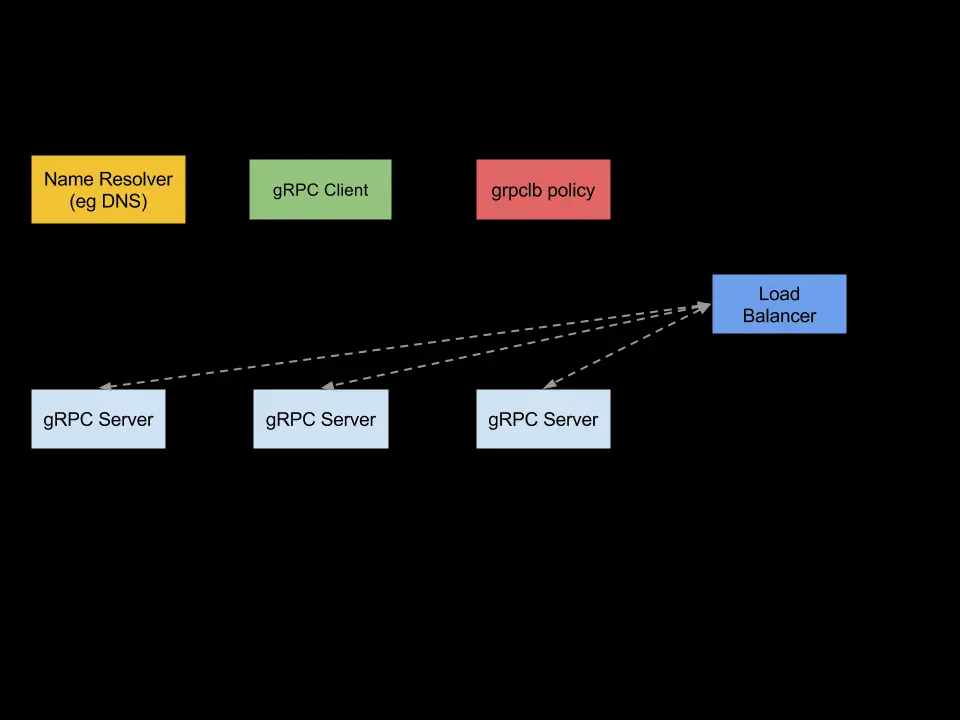 Name Resolver
(eg DNS)
gRPC Client
grpclb policy
Load
Balancer
gRPC Server
gRPC Server
gRPC Server